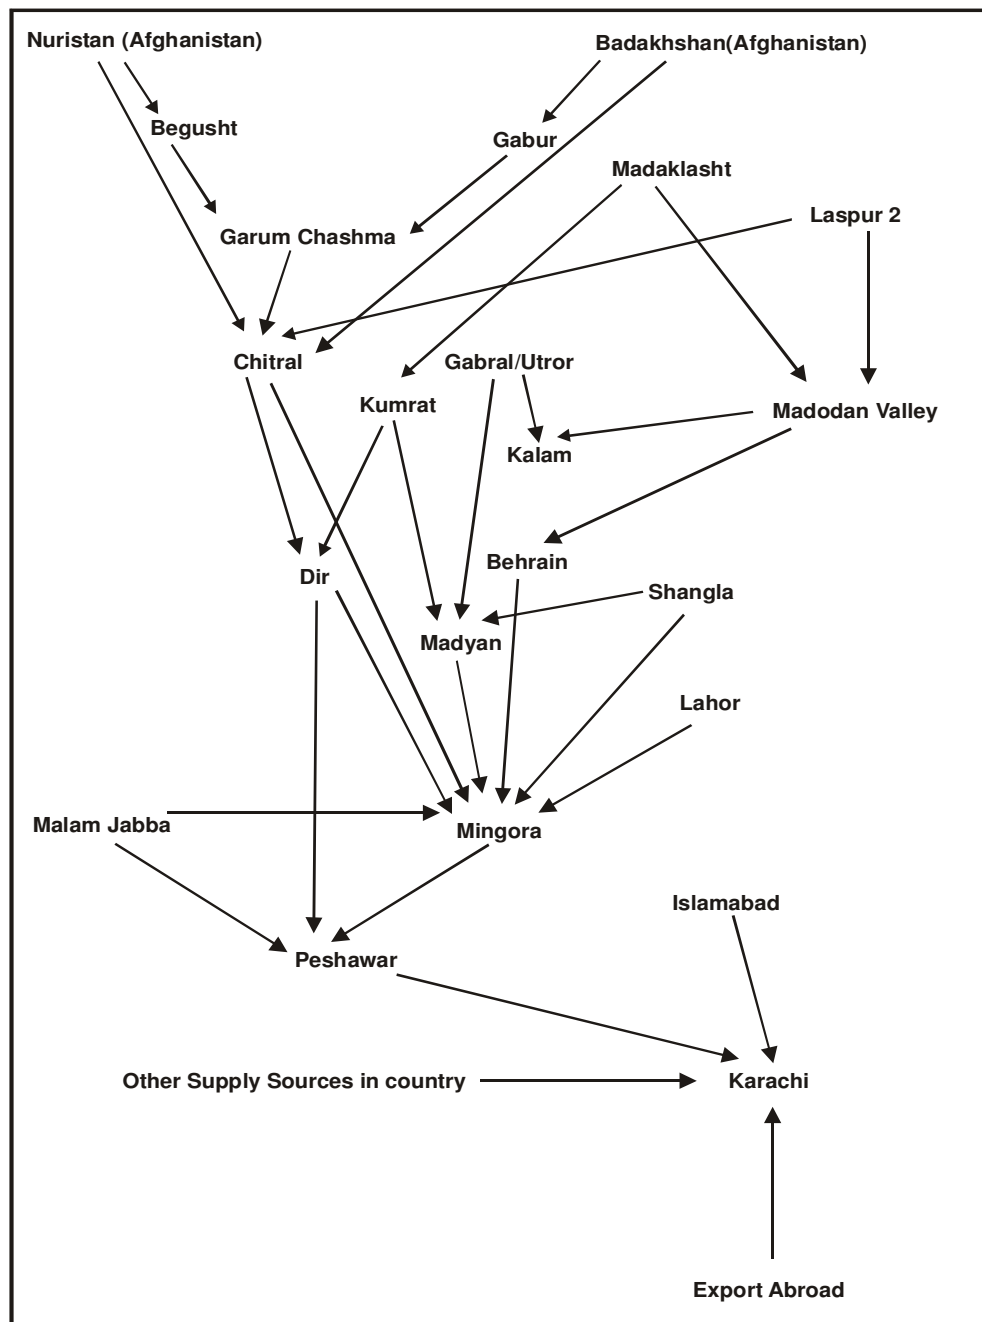 Nuristan (Afghanistan)
Badakhshan(Afghanistan)
Begusht
Gabur
Madaklasht
Laspur 2
Garum Chashma
Chitral
Gabral/Utror
Kumrat
Madodan Valley
Kalam
Behrain
Dir
Shangla
Madyan
Lahor
Malam Jabba
Mingora
Islamabad
Peshawar
Other Supply Sources in country
Karachi
Export Abroad